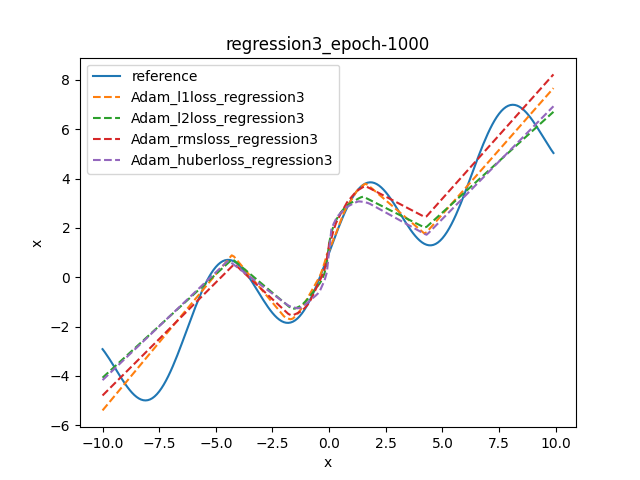 regression3_epoch-1000
reference
Adam_l1loss_regression3
Adam_l2loss_regression3
Adam_rmsloss_regression3
Adam_huberloss_regression3
8
6
4
2
0
−2
−4
−6
x
−10.0 −7.5 −5.0 −2.5 0.0 2.5 5.0 7.5 10.0
x